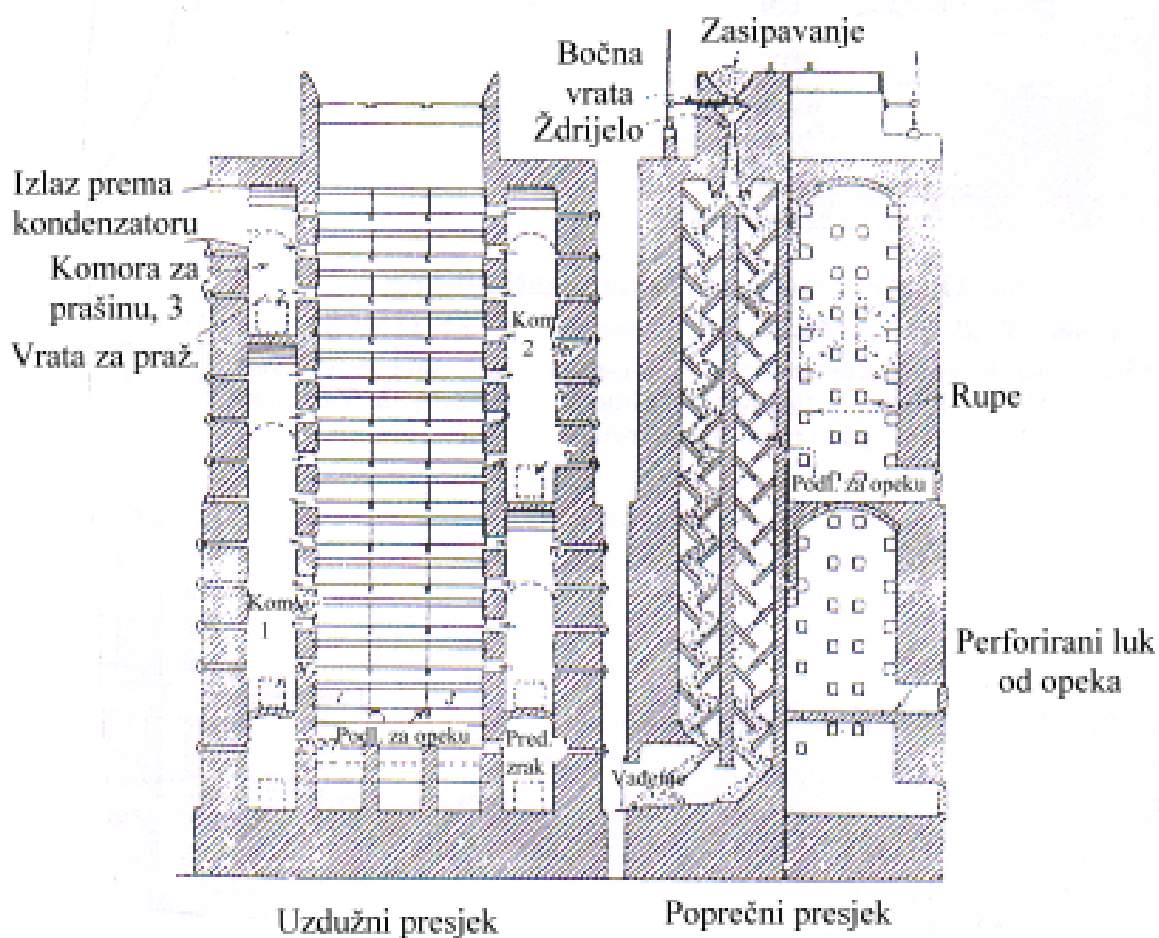 Zasipavanje
Bočna
vrata
Ždrijelo
Izlaz prema
kondenzatoru
Komora za
prašinu, 3
Vrata za praž.
Kom
2
Rupe
Podl. za opeku
Kom.
1
Perforirani luk
od opeka
Podl. za opeku
Pred.
zrak
Vađenje
Uzdužni presjek
Poprečni presjek